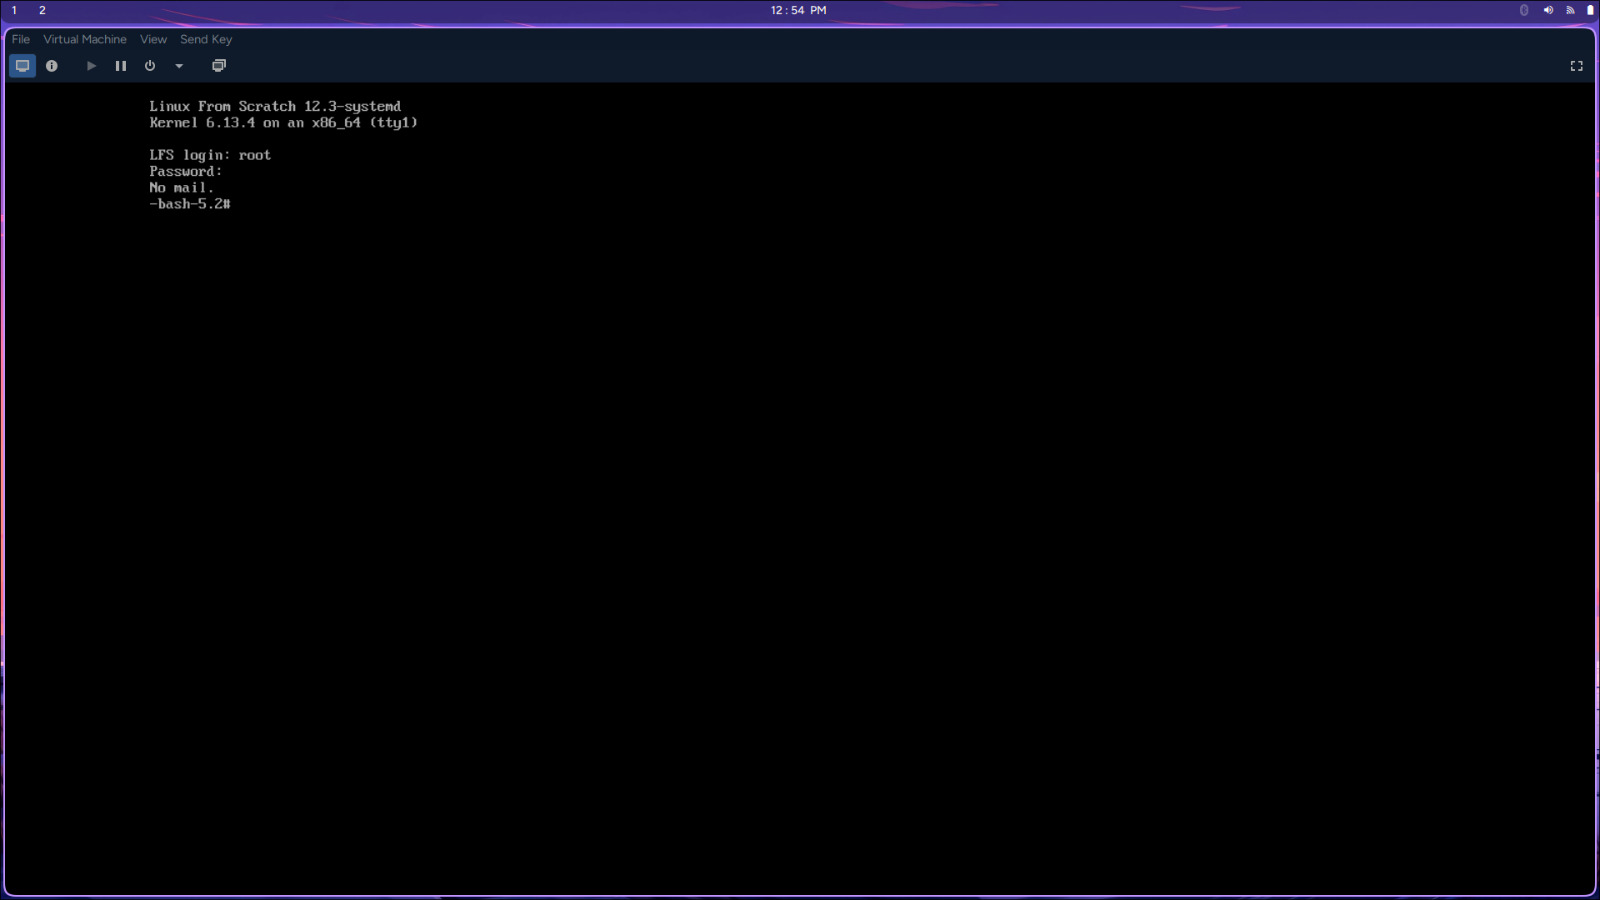 1 2 12 : 54 PM
File Virtual Machine View Send Key
Linux From Scratch 12.3-systemd
Kernel 6.13.4 on an x86_64 (tty1)
LFS login: root
Password:
No mail.
-bash-5.2#